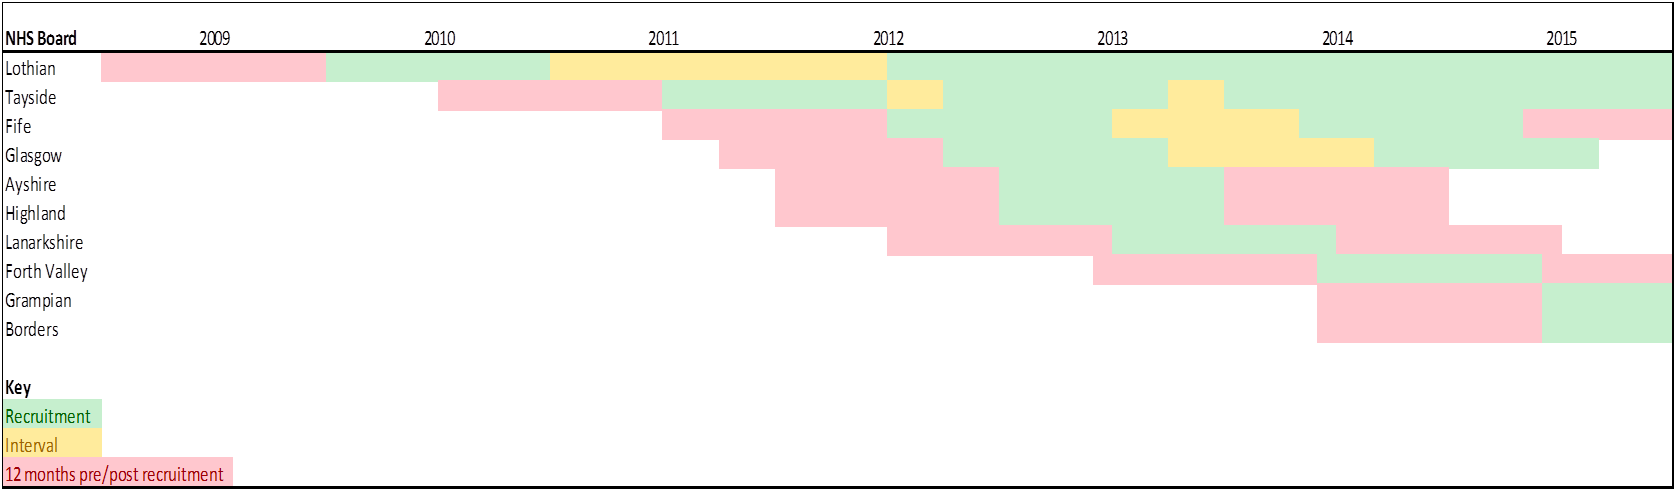 NHS Board 2009 2010 2011 2012 2013 2014 2015
Lothian
Tayside
Fife
Glasgow
Ayshire
Highland
Lanarkshire
Forth Valley
Grampian
Borders
Key
Recruitment
Interval
12 months pre/post recruitment